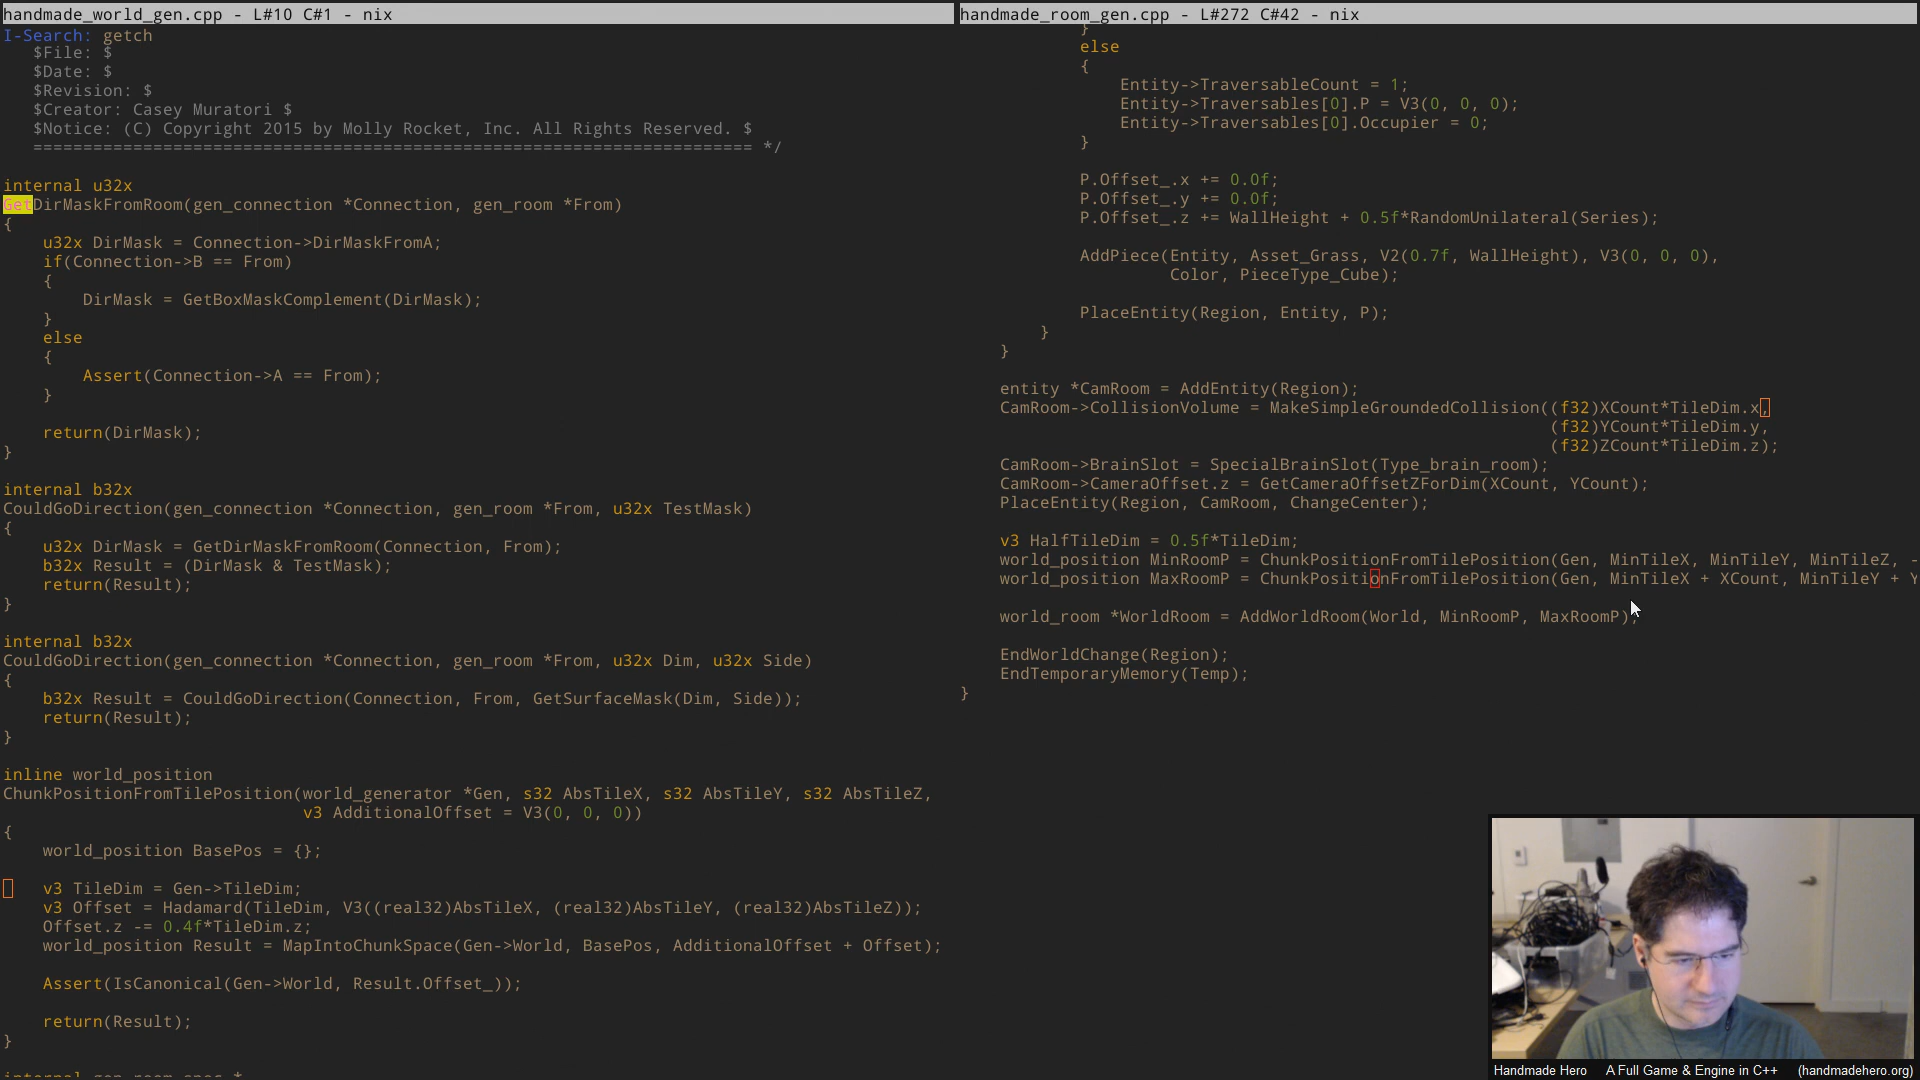 handmade_world_gen.cpp - L#10 C#1 - nix
I-Search: getch
$File: $
$Date: $
$Revision: $
$Creator: Casey Muratori $
$Notice: (C) Copyright 2015 by Molly Rocket, Inc. All Rights Reserved. $
======================================================================== */
internal u32x
GetDirMaskFromRoom(gen_connection *Connection, gen_room *From)
{
u32x DirMask = Connection->DirMaskFromA;
if(Connection->B == From)
{
DirMask = GetBoxMaskComplement(DirMask);
}
else
{
Assert(Connection->A == From);
}
return(DirMask);
}
internal b32x
CouldGoDirection(gen_connection *Connection, gen_room *From, u32x TestMask)
{
u32x DirMask = GetDirMaskFromRoom(Connection, From);
b32x Result = (DirMask & TestMask);
return(Result);
}
internal b32x
CouldGoDirection(gen_connection *Connection, gen_room *From, u32x Dim, u32x Side)
{
b32x Result = CouldGoDirection(Connection, From, GetSurfaceMask(Dim, Side));
return(Result);
}
inline world_position
ChunkPositionFromTilePosition(world_generator *Gen, s32 AbsTileX, s32 AbsTileY, s32 AbsTileZ,
v3 AdditionalOffset = V3(0, 0, 0))
{
world_position BasePos = {};
v3 TileDim = Gen->TileDim;
v3 Offset = Hadamard(TileDim, V3((real32)AbsTileX, (real32)AbsTileY, (real32)AbsTileZ));
Offset.z -= 0.4f*TileDim.z;
world_position Result = MapIntoChunkSpace(Gen->World, BasePos, AdditionalOffset + Offset);
Assert(IsCanonical(Gen->World, Result.Offset_));
return(Result);
}
internal gen_room_spec *
handmade_room_gen.cpp - L#272 C#42 - nix
}
else
{
Entity->TraversableCount = 1;
Entity->Traversables[0].P = V3(0, 0, 0);
Entity->Traversables[0].Occupier = 0;
}
P.Offset_.x += 0.0f;
P.Offset_.y += 0.0f;
P.Offset_.z += WallHeight + 0.5f*RandomUnilateral(Series);
AddPiece(Entity, Asset_Grass, V2(0.7f, WallHeight), V3(0, 0, 0),
Color, PieceType_Cube);
PlaceEntity(Region, Entity, P);
}
}
entity *CamRoom = AddEntity(Region);
CamRoom->CollisionVolume = MakeSimpleGroundedCollision((f32)XCount*TileDim.x,
(f32)YCount*TileDim.y,
(f32)ZCount*TileDim.z);
CamRoom->BrainSlot = SpecialBrainSlot(Type_brain_room);
CamRoom->CameraOffset.z = GetCameraOffsetZForDim(XCount, YCount);
PlaceEntity(Region, CamRoom, ChangeCenter);
v3 HalfTileDim = 0.5f*TileDim;
world_position MinRoomP = ChunkPositionFromTilePosition(Gen, MinTileX, MinTileY, MinTileZ, -
world_position MaxRoomP = ChunkPositionFromTilePosition(Gen, MinTileX + XCount, MinTileY + Y
world_room *WorldRoom = AddWorldRoom(World, MinRoomP, MaxRoomP);
EndWorldChange(Region);
EndTemporaryMemory(Temp);
}
Handmade Hero A Full Game & Engine in C++ (handmadehero.org)